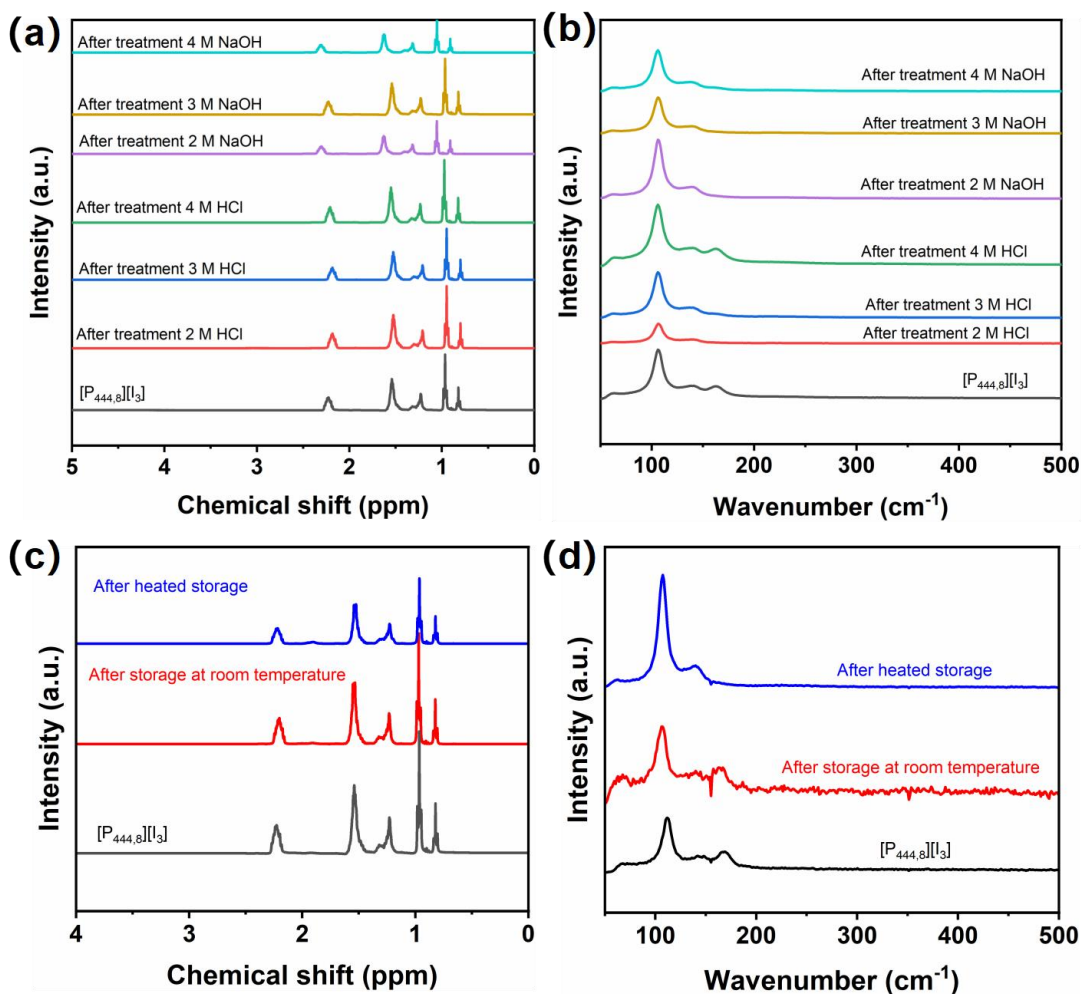 (a)
After treatment 4 M NaOH
After treatment 3 M NaOH
After treatment 2 M NaOH
After treatment 4 M HCl
After treatment 3 M HCl
After treatment 2 M HCl
[P444,8][I3]
Intensity (a.u.)
5 4 3 2 1 0
Chemical shift (ppm)
(b)
After treatment 4 M NaOH
After treatment 3 M NaOH
After treatment 2 M NaOH
After treatment 4 M HCl
After treatment 3 M HCl
After treatment 2 M HCl
[P444,8][I3]
Intensity (a.u.)
100 200 300 400 500
Wavenumber (cm-1)
(c)
After heated storage
After storage at room temperature
[P444,8][I3]
Intensity (a.u.)
4 3 2 1 0
Chemical shift (ppm)
(d)
After heated storage
After storage at room temperature
[P444,8][I3]
Intensity (a.u.)
100 200 300 400 500
Wavenumber (cm-1)